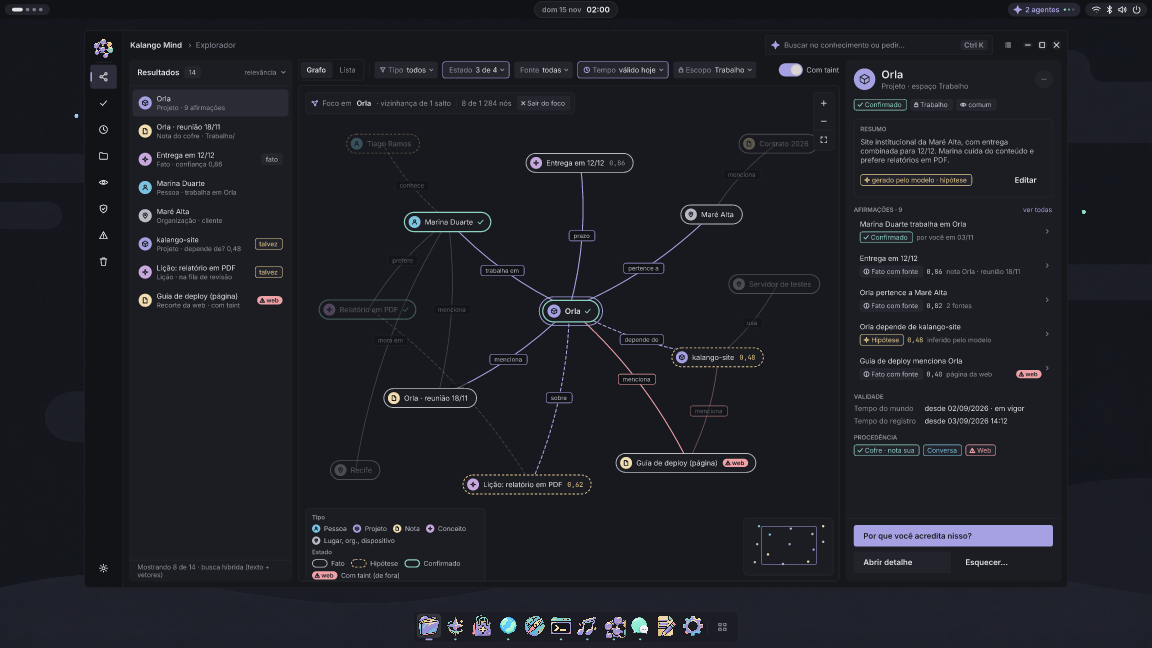 dom 15 nov 02:00
2 agentes
Kalango Mind › Explorador
Buscar no conhecimento ou pedir... Ctrl K
Resultados 14
relevância
Orla
Projeto · 9 afirmações
Orla · reunião 18/11
Nota do cofre · Trabalho/
Entrega em 12/12
Fato · confiança 0,86
fato
Marina Duarte
Pessoa · trabalha em Orla
Maré Alta
Organização · cliente
kalango-site
Projeto · depende de? 0,48
talvez
Lição: relatório em PDF
Lição · na fila de revisão
talvez
Guia de deploy (página)
Recorte da web · com taint
web
Mostrando 8 de 14 · busca híbrida (texto + vetores)
Grafo
Lista
Tipo todos
Estado 3 de 4
Fonte todas
Tempo válido hoje
Escopo Trabalho
Com taint
Foco em Orla · vizinhança de 1 salto
8 de 1 284 nós
Sair do foco
Tiago Ramos
Entrega em 12/12 0,86
Contrato 2026
menciona
conhece
Marina Duarte
Maré Alta
prazo
prefere
trabalha em
pertence a
Servidor de testes
Relatório em PDF
menciona
Orla
usa
mora em
depende de
menciona
kalango-site 0,48
menciona
Orla · reunião 18/11
sobre
menciona
Recife
Guia de deploy (página) web
Lição: relatório em PDF 0,62
Tipo
Pessoa Projeto Nota Conceito
Lugar, org., dispositivo
Estado
Fato Hipótese Confirmado
web Com taint (de fora)
Orla
Projeto · espaço Trabalho
Confirmado Trabalho comum
RESUMO
Site institucional da Maré Alta, com entrega
combinada para 12/12. Marina cuida do conteúdo e
prefere relatórios em PDF.
gerado pelo modelo · hipótese
Editar
AFIRMAÇÕES · 9
ver todas
Marina Duarte trabalha em Orla
Confirmado por você em 03/11
Entrega em 12/12
Fato com fonte 0,86 nota Orla · reunião 18/11
Orla pertence a Maré Alta
Fato com fonte 0,82 2 fontes
Orla depende de kalango-site
Hipótese 0,48 inferido pelo modelo
Guia de deploy menciona Orla
Fato com fonte 0,40 página da web web
VALIDADE
Tempo do mundo desde 02/09/2026 · em vigor
Tempo do registro desde 03/09/2026 14:12
PROCEDÊNCIA
Cofre · nota sua Conversa Web
Por que você acredita nisso?
Abrir detalhe
Esquecer...